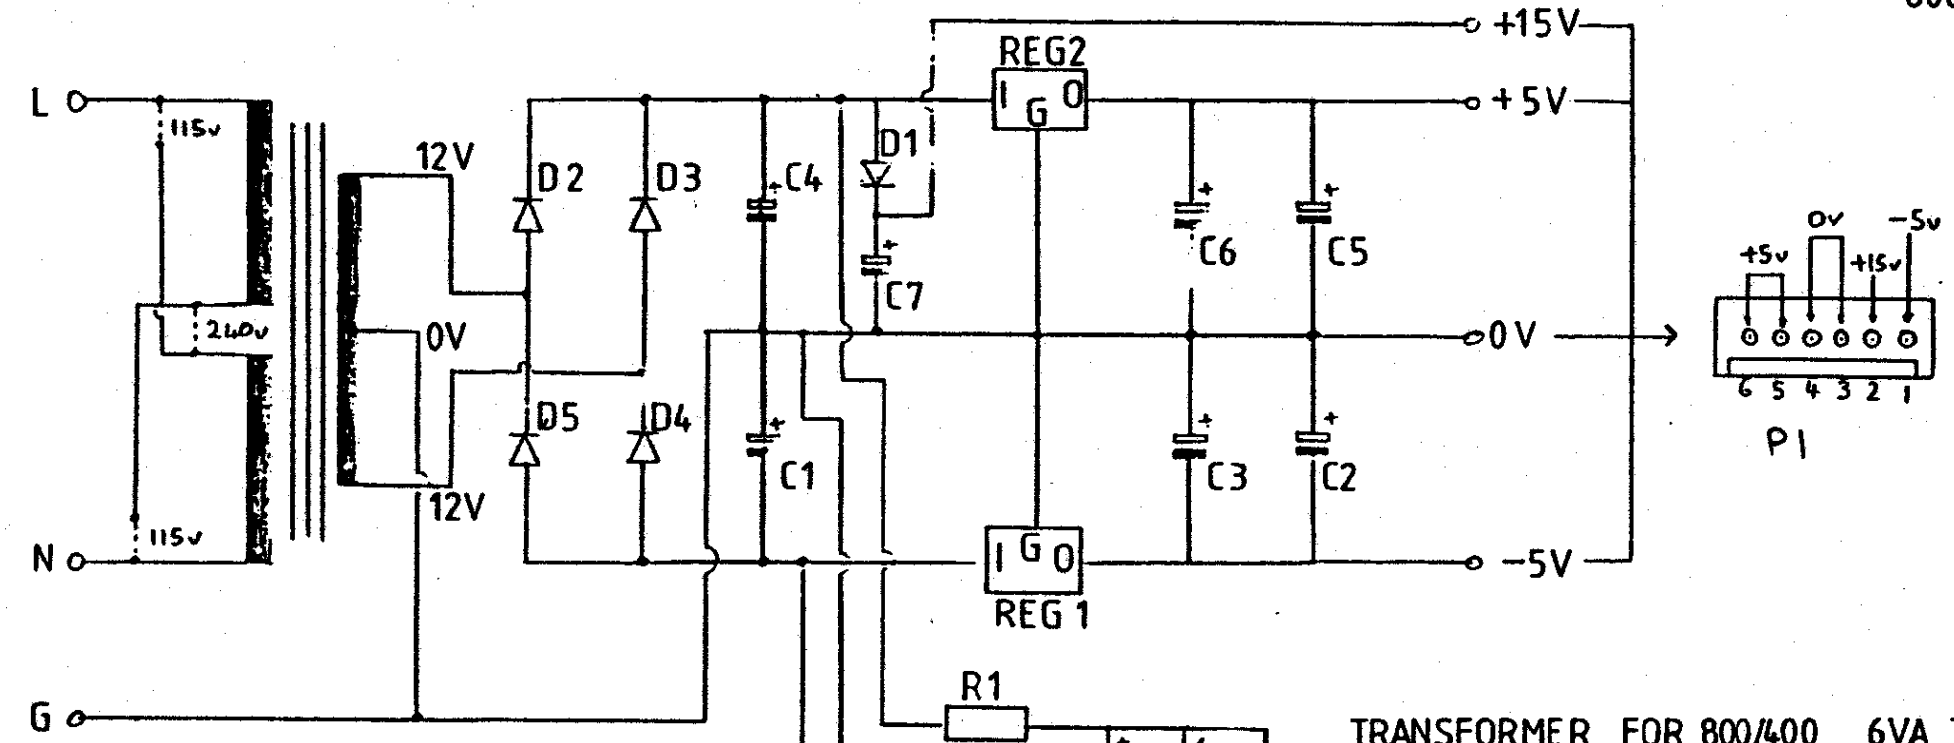 +15V
REG2
L
115v
I
G
O
+5V
12V
D2
D3
C4
D1
+
+
+
+
C6
C5
C7
240v
0V
0V
0v
-5v
+5v
+15v
6 5 4 3 2 1
P1
D5
D4
+
+
+
C1
C3
C2
12V
115v
N
I
G
O
-5V
REG 1
G
R1
TRANSFORMER FOR 800/400 6VA